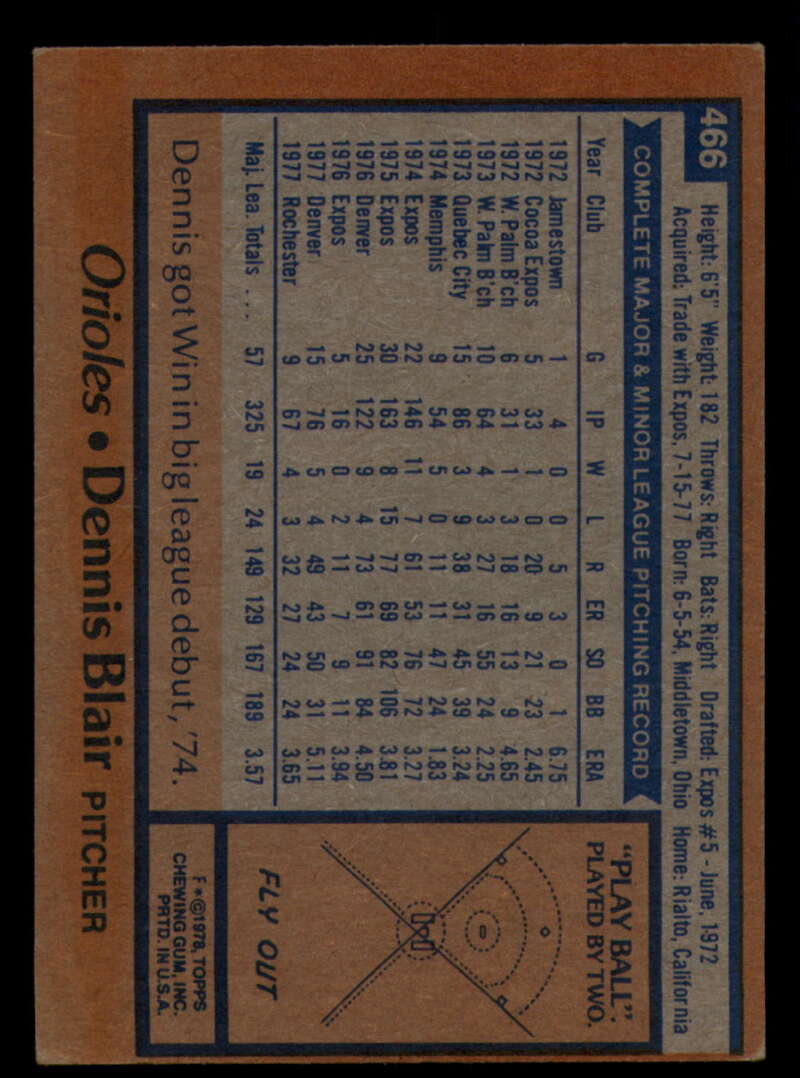 466
Height: 6'5" Weight: 182 Throws: Right Bats: Right Drafted: Expos #5 - June, 1972
Acquired: Trade with Expos, 7-15-77 Born: 6-5-54, Middletown, Ohio Home: Rialto, California
COMPLETE MAJOR & MINOR LEAGUE PITCHING RECORD
Year Club G IP W L R ER SO BB ERA
1972 Jamestown 1 4 0 0 5 3 0 1 6.75
1972 Cocoa Expos 5 33 1 0 20 9 21 23 2.45
1972 W. Palm B'ch 6 31 1 3 18 16 13 9 4.65
1973 W. Palm B'ch 10 64 4 3 27 16 55 24 2.25
1973 Quebec City 15 86 3 9 38 31 45 39 3.24
1974 Memphis 9 54 5 0 11 11 47 24 1.83
1974 Expos 22 146 11 7 61 53 76 72 3.27
1975 Expos 30 163 8 15 77 69 82 106 3.81
1976 Denver 25 122 9 4 73 61 91 84 4.50
1976 Expos 5 16 0 2 11 7 9 11 3.94
1977 Denver 15 76 5 4 49 43 50 31 5.11
1977 Rochester 9 67 4 3 32 27 24 24 3.65
Maj. Lea. Totals . . . 57 325 19 24 149 129 167 189 3.57
Dennis got Win in big league debut, '74.
"PLAY BALL":
PLAYED BY TWO.
FLY OUT
F*©1978, TOPPS
CHEWING GUM, INC.
PRTD. IN U.S.A.
Orioles • Dennis Blair PITCHER